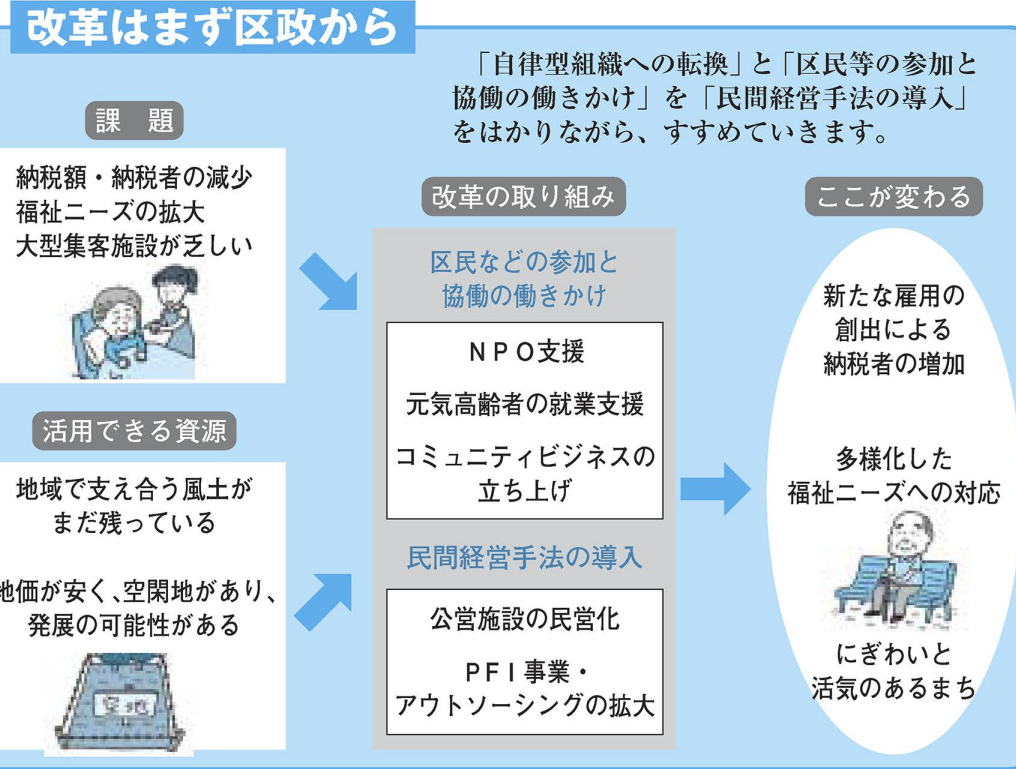 改革はまず区政から
「自律型組織への転換」と「区民等の参加と
協働の働きかけ」を「民間経営手法の導入」
をはかりながら、すすめていきます。
課　題
納税額・納税者の減少
福祉ニーズの拡大
大型集客施設が乏しい
活用できる資源
地域で支え合う風土が
まだ残っている
地価が安く、空閑地があり、
発展の可能性がある
空地
改革の取り組み
区民などの参加と
協働の働きかけ
ＮＰＯ支援
元気高齢者の就業支援
コミュニティビジネスの
立ち上げ
民間経営手法の導入
公営施設の民営化
ＰＦＩ事業・
アウトソーシングの拡大
ここが変わる
新たな雇用の
創出による
納税者の増加
多様化した
福祉ニーズへの対応
にぎわいと
活気のあるまち